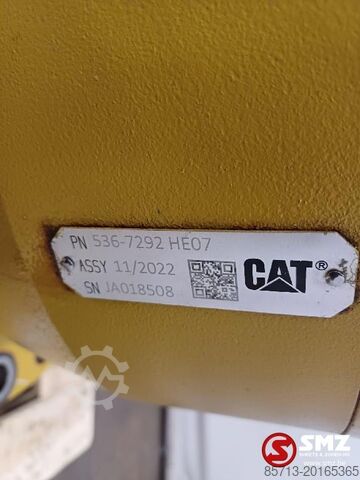 PN 536-7292 HE07
ASSY 11/2022
SN JA018508
CAT®
SMZ
85713-20165365